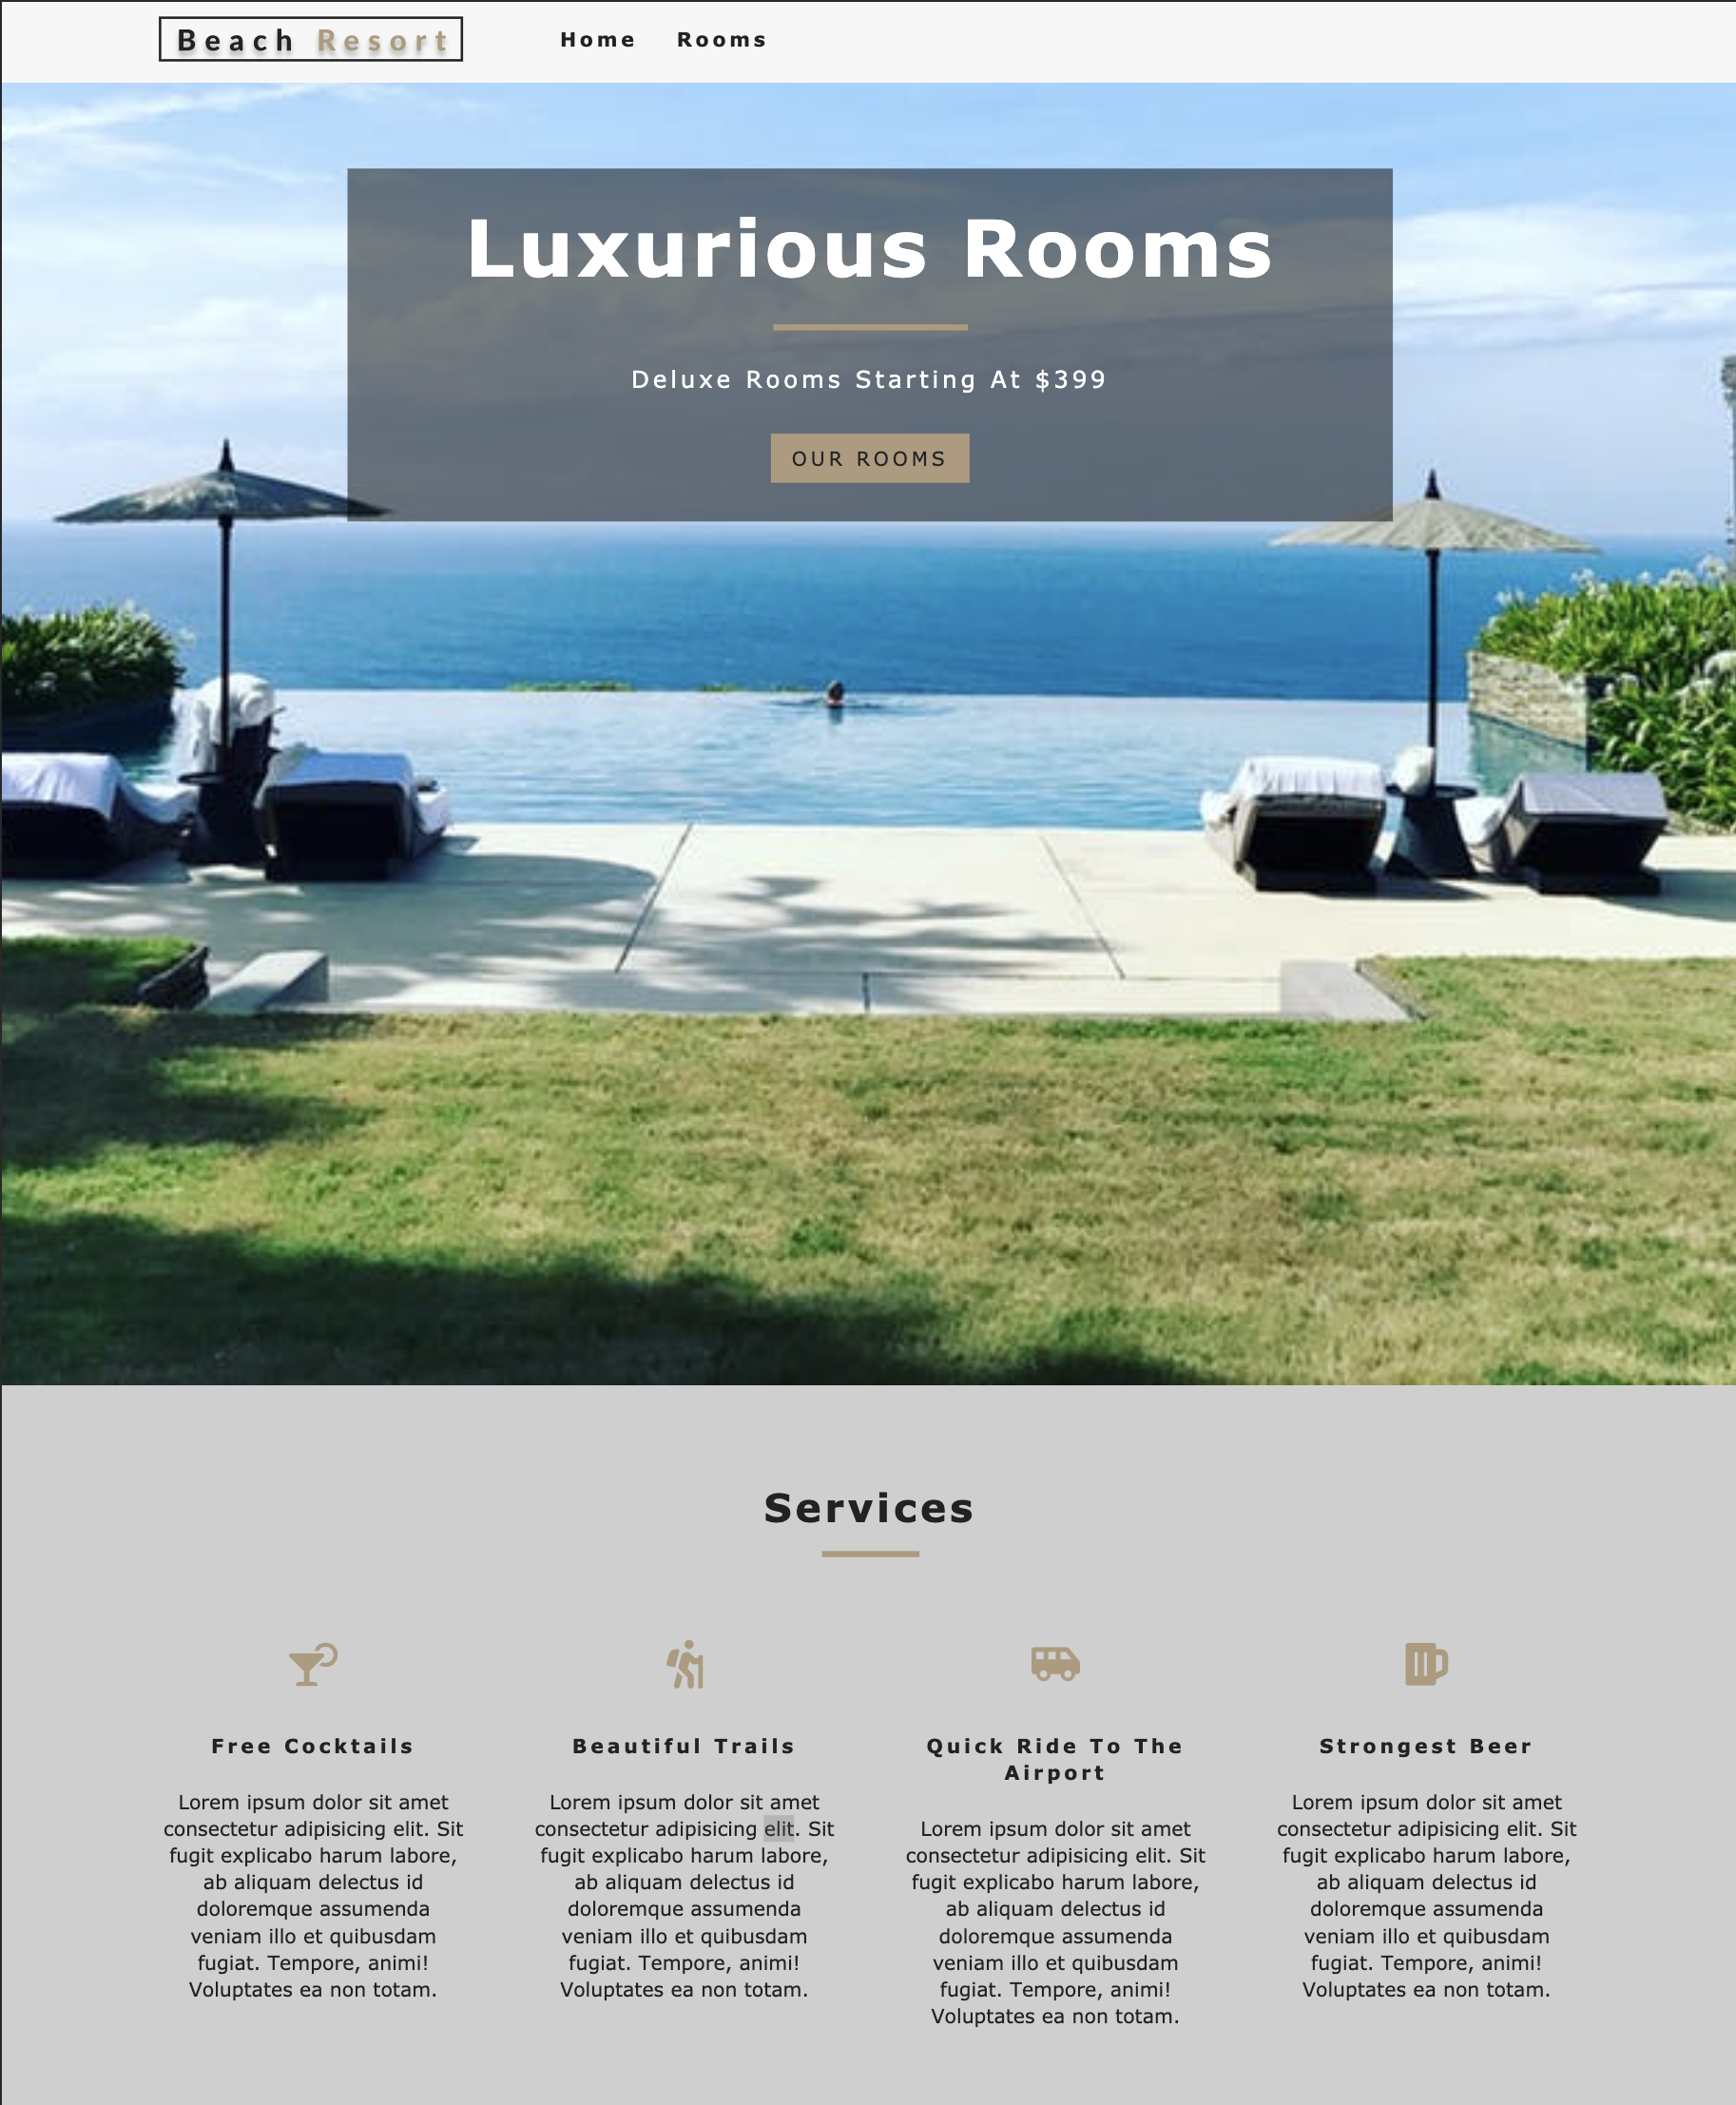 Beach Resort
Home
Rooms
Luxurious Rooms
Deluxe Rooms Starting At $399
OUR ROOMS
Services
Free Cocktails
Lorem ipsum dolor sit amet
consectetur adipisicing elit. Sit
fugit explicabo harum labore,
ab aliquam delectus id
doloremque assumenda
veniam illo et quibusdam
fugiat. Tempore, animi!
Voluptates ea non totam.
Beautiful Trails
Lorem ipsum dolor sit amet
consectetur adipisicing elit. Sit
fugit explicabo harum labore,
ab aliquam delectus id
doloremque assumenda
veniam illo et quibusdam
fugiat. Tempore, animi!
Voluptates ea non totam.
Quick Ride To The
Airport
Lorem ipsum dolor sit amet
consectetur adipisicing elit. Sit
fugit explicabo harum labore,
ab aliquam delectus id
doloremque assumenda
veniam illo et quibusdam
fugiat. Tempore, animi!
Voluptates ea non totam.
Strongest Beer
Lorem ipsum dolor sit amet
consectetur adipisicing elit. Sit
fugit explicabo harum labore,
ab aliquam delectus id
doloremque assumenda
veniam illo et quibusdam
fugiat. Tempore, animi!
Voluptates ea non totam.